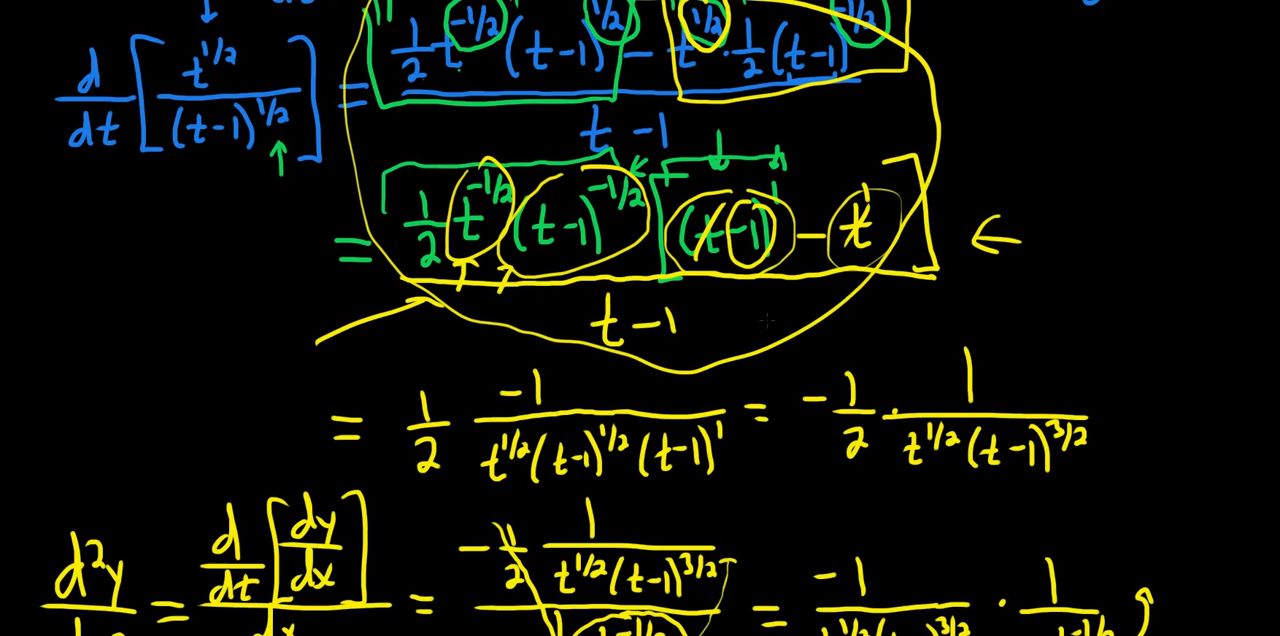 d/dt [ t^1/2 / (t-1)^1/2 ] = ( 1/2 t^-1/2 (t-1)^1/2 - t^1/2 · 1/2 (t-1)^-1/2 ) / ( t-1 )
= ( 1/2 t^-1/2 (t-1)^-1/2 [ (t-1)^1 - t^1 ] ) / ( t-1 )
= 1/2 · -1 / ( t^1/2 (t-1)^1/2 (t-1)^1 ) = -1/2 · 1 / ( t^1/2 (t-1)^3/2 )
d²y / = d/dt [ dy/dx ] / dx = -1/2 1 / ( t^1/2 (t-1)^3/2 ) / = -1 / · 1 /